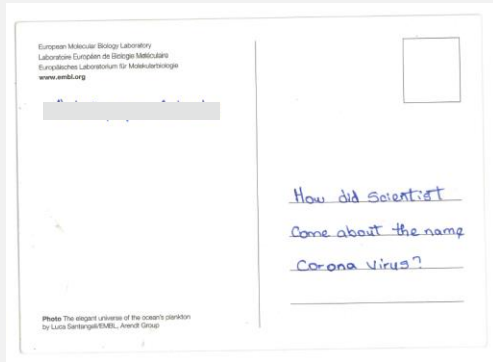 European Molecular Biology Laboratory
Laboratoire Européen de Biologie Moléculaire
Europäisches Laboratorium für Molekularbiologie
www.embl.org
How did Scientist
Come about the name
Corona Virus?
Photo The elegant universe of the ocean's plankton
by Luca Santangeli/EMBL, Arendt Group